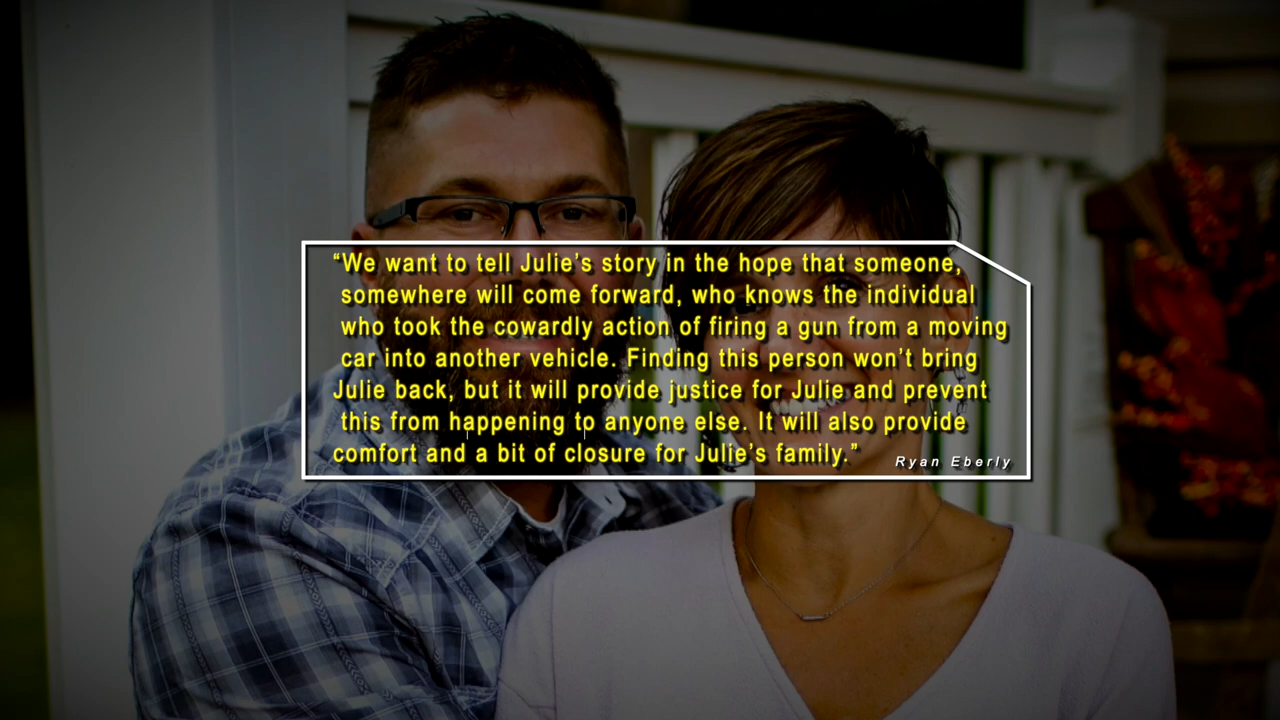 “We want to tell Julie’s story in the hope that someone,
somewhere will come forward, who knows the individual
who took the cowardly action of firing a gun from a moving
car into another vehicle. Finding this person won’t bring
Julie back, but it will provide justice for Julie and prevent
this from happening to anyone else. It will also provide
comfort and a bit of closure for Julie’s family.”
Ryan Eberly